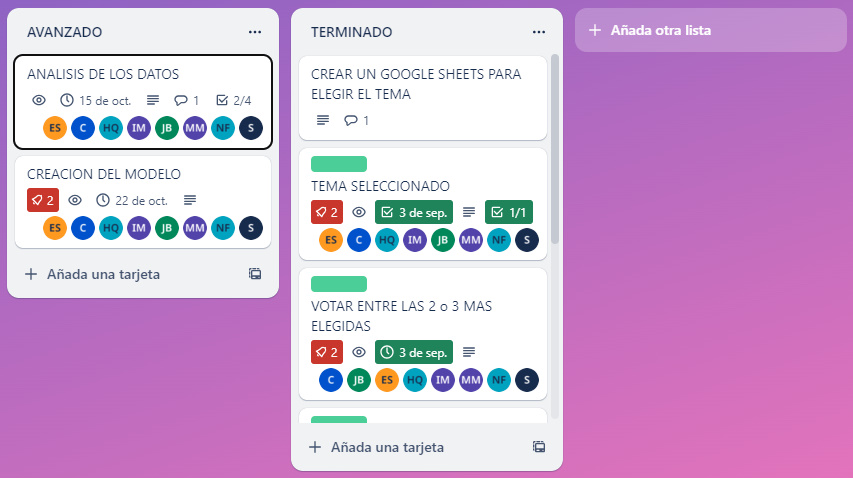 AVANZADO
ANALISIS DE LOS DATOS
15 de oct. 1 2/4
ES C HQ IM JB MM NF S
CREACION DEL MODELO
2 22 de oct.
ES C HQ IM JB MM NF S
+ Añada una tarjeta
TERMINADO
CREAR UN GOOGLE SHEETS PARA
ELEGIR EL TEMA
1
TEMA SELECCIONADO
2 3 de sep. 1/1
ES C HQ IM JB MM NF S
VOTAR ENTRE LAS 2 o 3 MAS
ELEGIDAS
2 3 de sep.
C JB ES HQ IM MM NF S
+ Añada una tarjeta
+ Añada otra lista